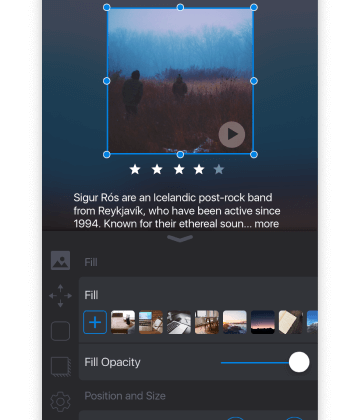 Sigur Rós are an Icelandic post-rock band
from Reykjavík, who have been active since
1994. Known for their ethereal soun... more
Fill
Fill
Fill Opacity
Position and Size